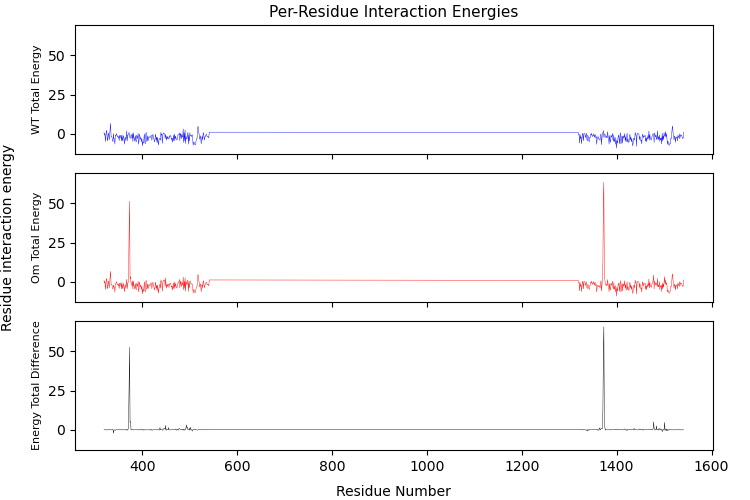 Per-Residue Interaction Energies
Residue interaction energy
WT Total Energy
50
25
0
Om Total Energy
50
25
0
Energy Total Difference
50
25
0
400
600
800
1000
1200
1400
1600
Residue Number